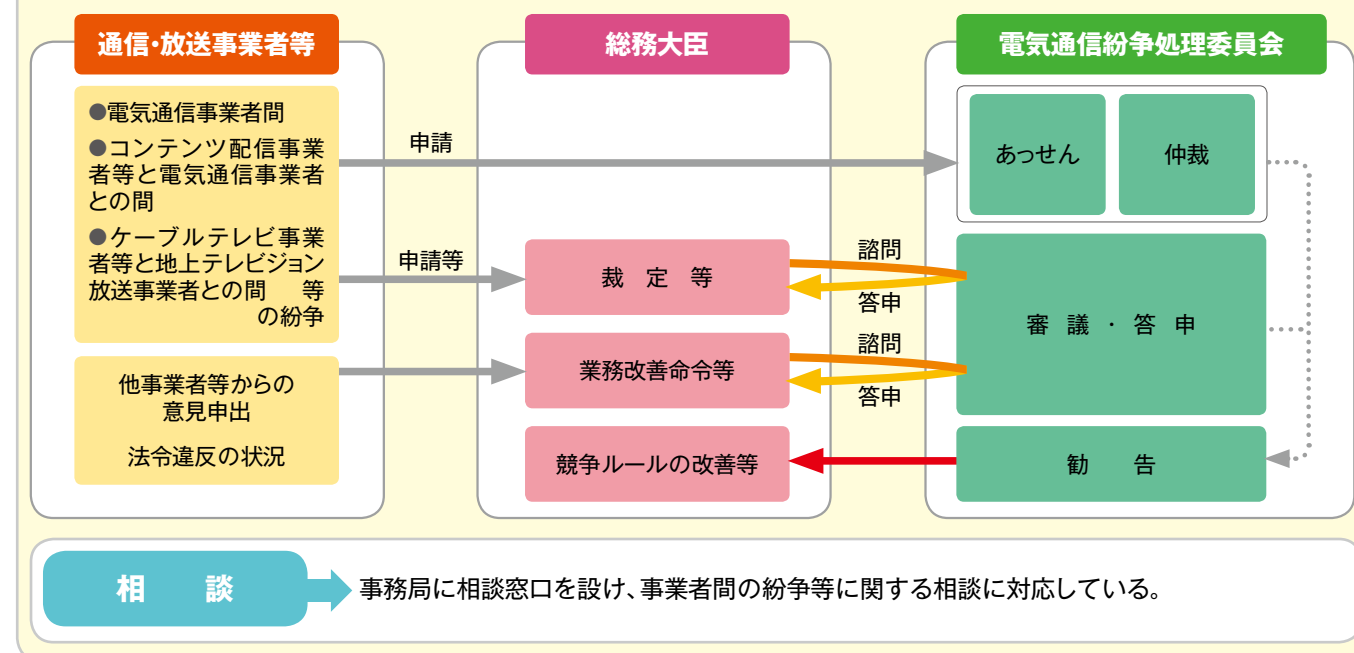 通信・放送事業者等
●電気通信事業者間
●コンテンツ配信事業
者等と電気通信事業者
との間
●ケーブルテレビ事業
者等と地上テレビジョン
放送事業者との間 等
の紛争
他事業者等からの
意見申出
法令違反の状況
申請
申請等
総務大臣
裁 定 等
業務改善命令等
競争ルールの改善等
諮問
答申
諮問
答申
電気通信紛争処理委員会
あっせん
仲裁
審 議 ・ 答 申
勧 告
相 談
事務局に相談窓口を設け、事業者間の紛争等に関する相談に対応している。